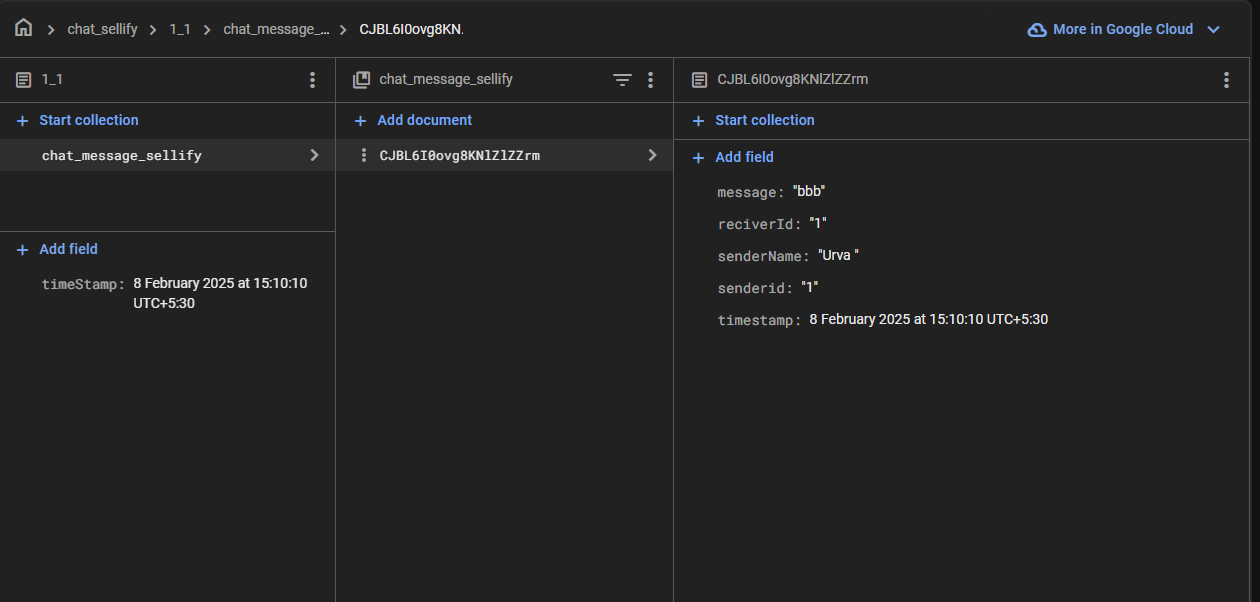 chat_sellify > 1_1 > chat_message_... > CJBL6I0ovg8KN.
More in Google Cloud
1_1
Start collection
chat_message_sellify
Add field
timeStamp: 8 February 2025 at 15:10:10
UTC+5:30
chat_message_sellify
Add document
CJBL6I0ovg8KNlZlZZrm
CJBL6I0ovg8KNlZlZZrm
Start collection
Add field
message: "bbb"
reciverId: "1"
senderName: "Urva "
senderid: "1"
timestamp: 8 February 2025 at 15:10:10 UTC+5:30